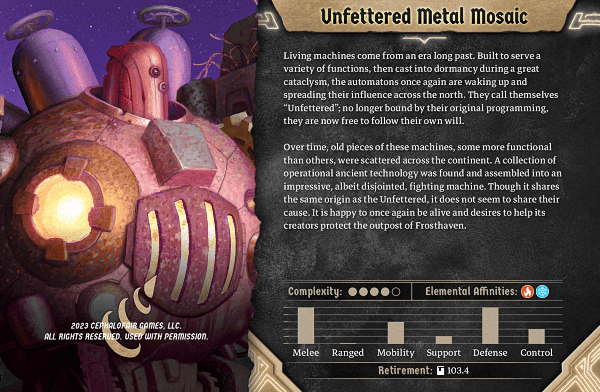 Unfettered Metal Mosaic
Living machines come from an era long past. Built to serve a
variety of functions, then cast into dormancy during a great
cataclysm, the automatons once again are waking up and
spreading their influence across the north. They call themselves
“Unfettered”; no longer bound by their original programming,
they are now free to follow their own will.
Over time, old pieces of these machines, some more functional
than others, were scattered across the continent. A collection of
operational ancient technology was found and assembled into an
impressive, albeit disjointed, fighting machine. Though it shares
the same origin as the Unfettered, it does not seem to share their
cause. It is happy to once again be alive and desires to help its
creators protect the outpost of Frosthaven.
Complexity: Elemental Affinities:
Melee Ranged Mobility Support Defense Control
Retirement: 103.4
2023 CEPHALOFAIR GAMES, LLC.
ALL RIGHTS RESERVED. USED WITH PERMISSION.